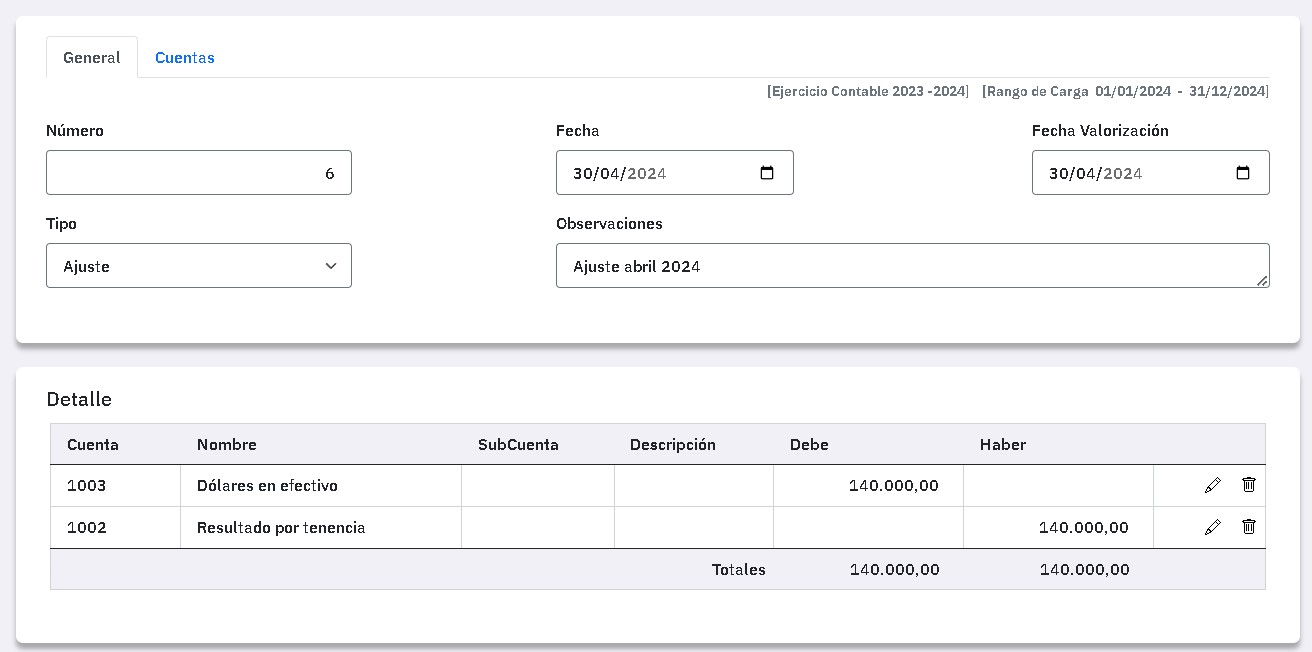 General Cuentas
[Ejercicio Contable 2023 -2024] [Rango de Carga 01/01/2024 - 31/12/2024]
Número Fecha Fecha Valorización
6 30/04/2024 30/04/2024
Tipo Observaciones
Ajuste Ajuste abril 2024
Detalle
Cuenta Nombre SubCuenta Descripción Debe Haber
1003 Dólares en efectivo 140.000,00
1002 Resultado por tenencia 140.000,00
Totales 140.000,00 140.000,00